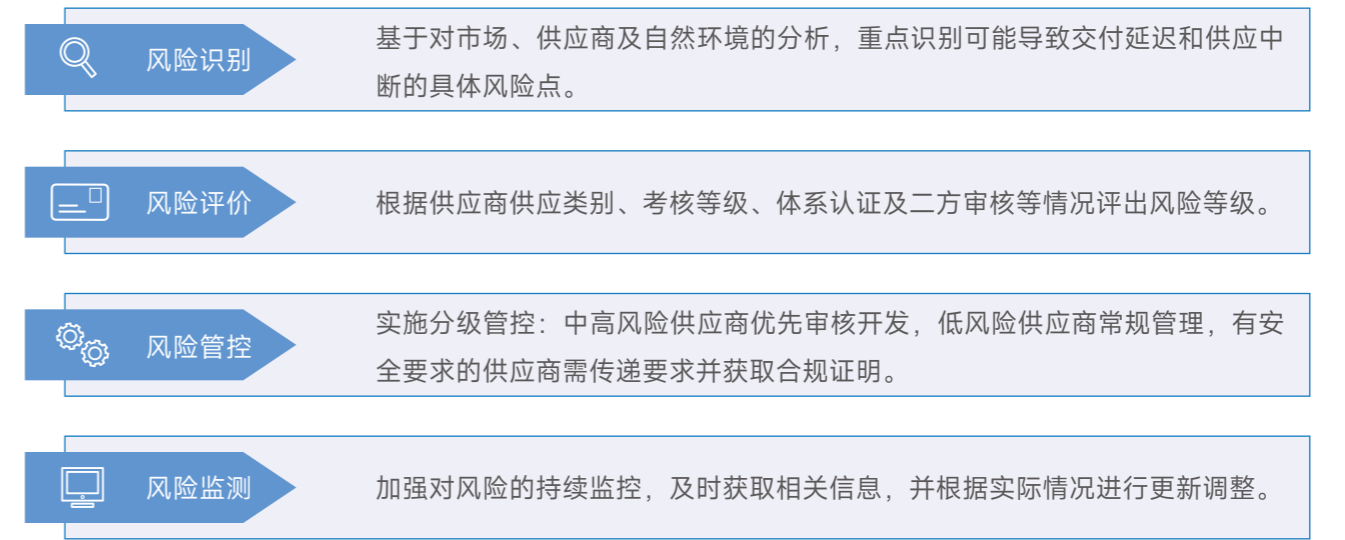 风险识别
基于对市场、供应商及自然环境的分析，重点识别可能导致交付延迟和供应中
断的具体风险点。
风险评价
根据供应商供应类别、考核等级、体系认证及二方审核等情况评出风险等级。
风险管控
实施分级管控：中高风险供应商优先审核开发，低风险供应商常规管理，有安
全要求的供应商需传递要求并获取合规证明。
风险监测
加强对风险的持续监控，及时获取相关信息，并根据实际情况进行更新调整。